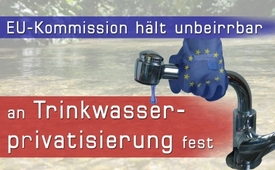 EU-Kommission hält unbeirrbar
an Trinkwasser-
privatisierung fest